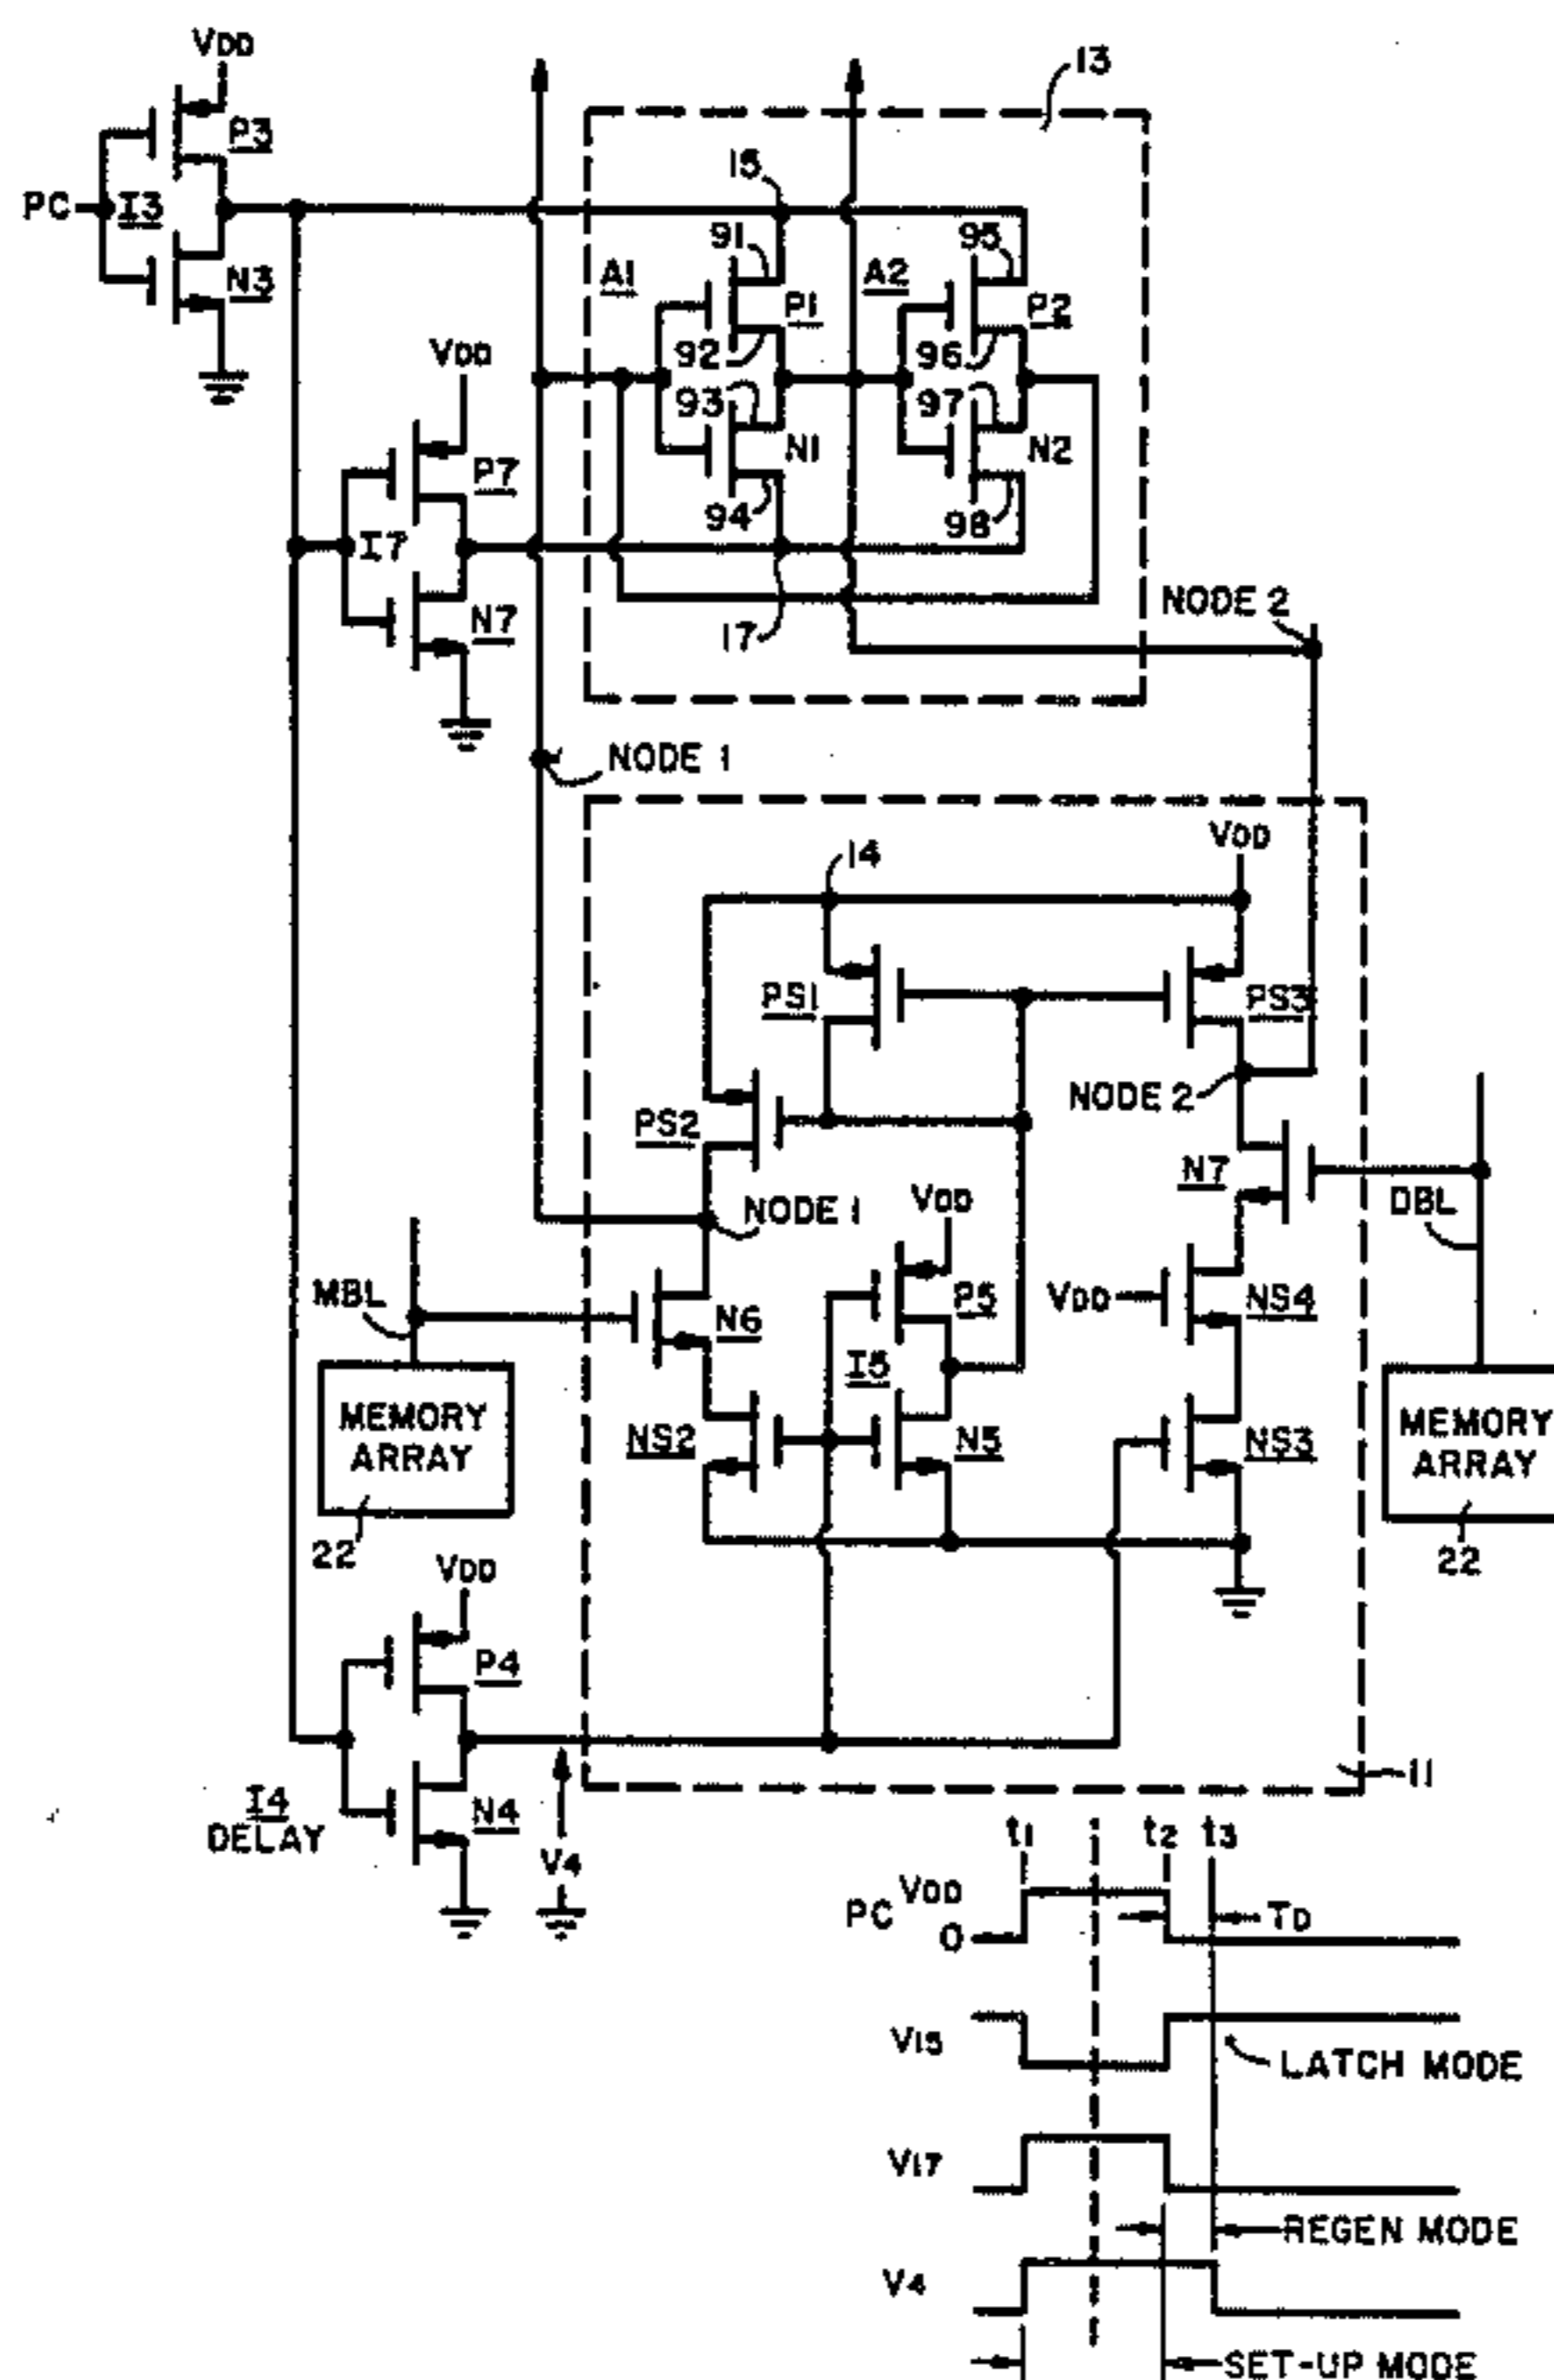 VDD
13
P3
15
PC
I3
91
95
N3
A1
A2
P1
P2
VDD
92
96
93
97
N1
N2
P7
94
98
I7
NODE 2
N7
17
NODE 1
VDD
14
PS1
PS3
NODE 2
PS2
N7
VDD
DBL
NODE 1
MBL
N6
P5
VDD
NS4
I5
MEMORY
ARRAY
NS2
N5
NS3
MEMORY
ARRAY
22
VDD
22
P4
I4
DELAY
N4
11
V4
t1
t2
t3
PC
VDD
0
TD
V15
LATCH MODE
V17
REGEN MODE
V4
SET-UP MODE